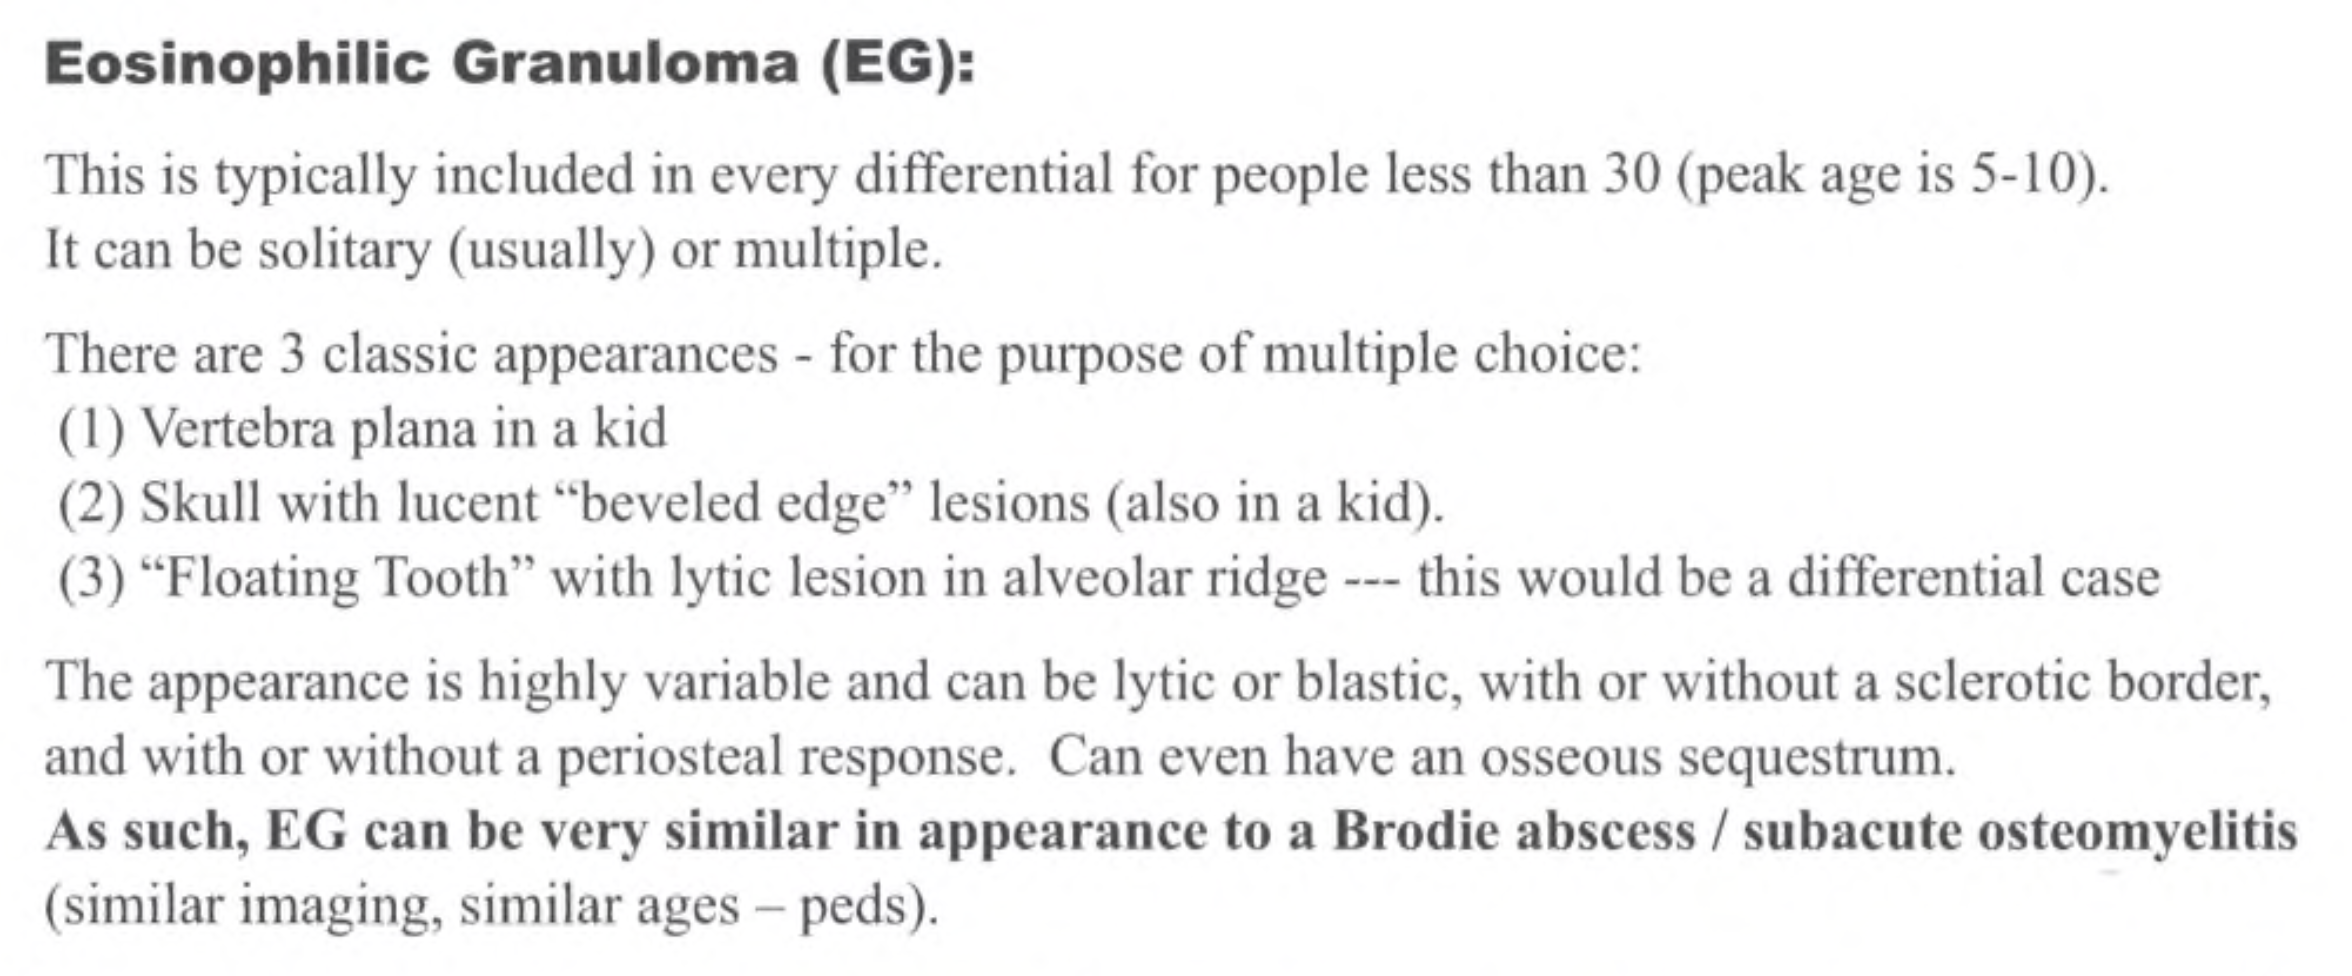 Eosinophilic Granuloma (EG):
This is typically included in every differential for people less than 30 (peak age is 5-10).
It can be solitary (usually) or multiple.
There are 3 classic appearances - for the purpose of multiple choice:
(1) Vertebra plana in a kid
(2) Skull with lucent “beveled edge” lesions (also in a kid).
(3) “Floating Tooth” with lytic lesion in alveolar ridge --- this would be a differential case
The appearance is highly variable and can be lytic or blastic, with or without a sclerotic border,
and with or without a periosteal response.  Can even have an osseous sequestrum.
As such, EG can be very similar in appearance to a Brodie abscess / subacute osteomyelitis
(similar imaging, similar ages – peds).